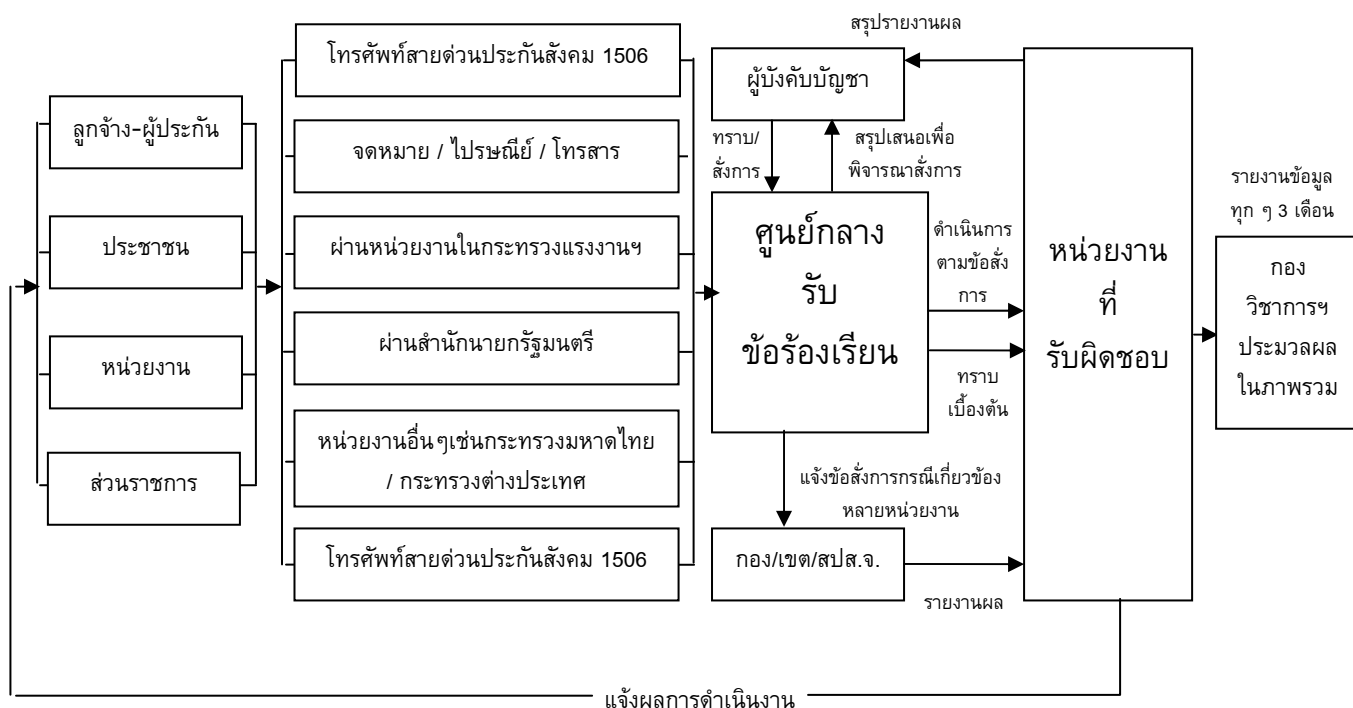 ลูกจ้าง-ผู้ประกัน
ประชาชน
หน่วยงาน
ส่วนราชการ
โทรศัพท์สายด่วนประกันสังคม 1506
จดหมาย / ไปรษณีย์ / โทรสาร
ผ่านหน่วยงานในกระทรวงแรงงานฯ
ผ่านสำนักนายกรัฐมนตรี
หน่วยงานอื่นๆเช่นกระทรวงมหาดไทย
/ กระทรวงต่างประเทศ
โทรศัพท์สายด่วนประกันสังคม 1506
สรุปรายงานผล
ผู้บังคับบัญชา
ทราบ/
สั่งการ
สรุปเสนอเพื่อ
พิจารณาสั่งการ
ศูนย์กลาง
รับ
ข้อร้องเรียน
ดำเนินการ
ตามข้อสั่ง
การ
ทราบ
เบื้องต้น
แจ้งข้อสั่งการกรณีเกี่ยวข้อง
หลายหน่วยงาน
กอง/เขต/สปส.จ.
รายงานผล
หน่วยงาน
ที่
รับผิดชอบ
รายงานข้อมูล
ทุก ๆ 3 เดือน
กอง
วิชาการฯ
ประมวลผล
ในภาพรวม
แจ้งผลการดำเนินงาน